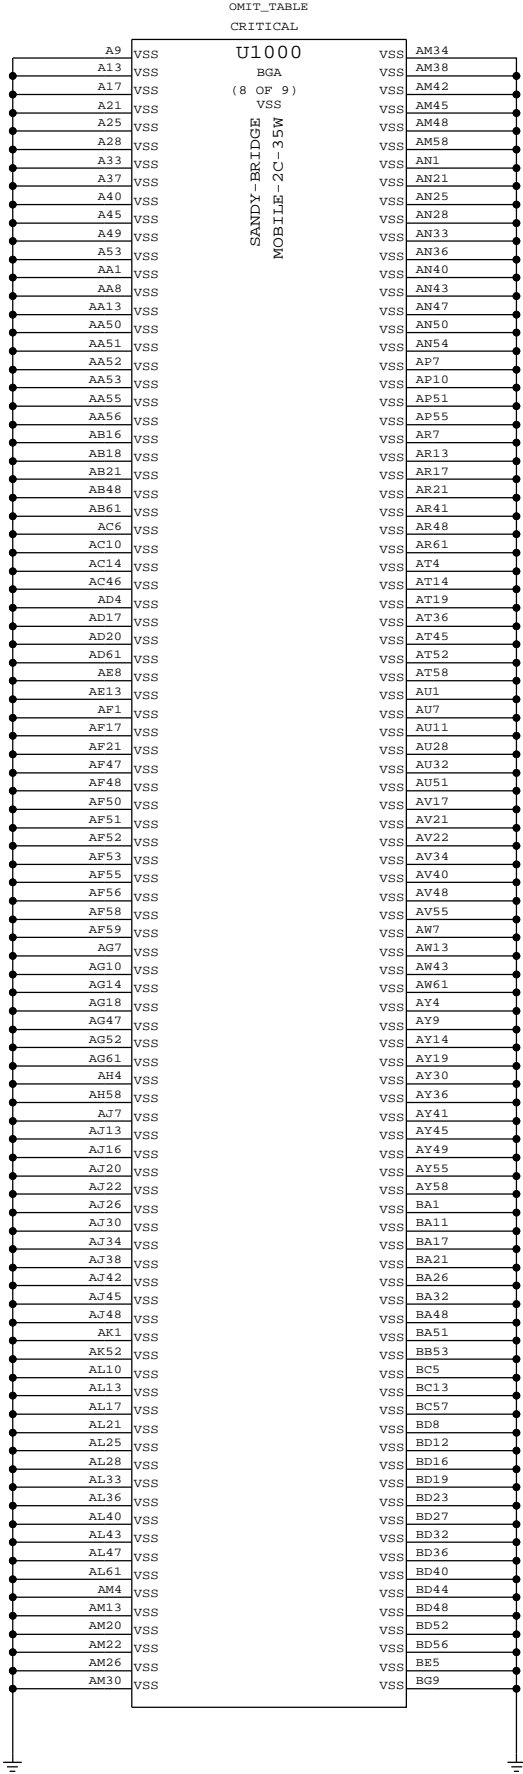 OMIT_TABLE
CRITICAL
U1000
BGA
(8 OF 9)
VSS
SANDY-BRIDGE
MOBILE-2C-35W
A9 VSS VSS AM34
A13 VSS VSS AM38
A17 VSS VSS AM42
A21 VSS VSS AM45
A25 VSS VSS AM48
A28 VSS VSS AM58
A33 VSS VSS AN1
A37 VSS VSS AN21
A40 VSS VSS AN25
A45 VSS VSS AN28
A49 VSS VSS AN33
A53 VSS VSS AN36
AA1 VSS VSS AN40
AA8 VSS VSS AN43
AA13 VSS VSS AN47
AA50 VSS VSS AN50
AA51 VSS VSS AN54
AA52 VSS VSS AP7
AA53 VSS VSS AP10
AA55 VSS VSS AP51
AA56 VSS VSS AP55
AB16 VSS VSS AR7
AB18 VSS VSS AR13
AB21 VSS VSS AR17
AB48 VSS VSS AR21
AB61 VSS VSS AR41
AC6 VSS VSS AR48
AC10 VSS VSS AR61
AC14 VSS VSS AT4
AC46 VSS VSS AT14
AD4 VSS VSS AT19
AD17 VSS VSS AT36
AD20 VSS VSS AT45
AD61 VSS VSS AT52
AE8 VSS VSS AT58
AE13 VSS VSS AU1
AF1 VSS VSS AU7
AF17 VSS VSS AU11
AF21 VSS VSS AU28
AF47 VSS VSS AU32
AF48 VSS VSS AU51
AF50 VSS VSS AV17
AF51 VSS VSS AV21
AF52 VSS VSS AV22
AF53 VSS VSS AV34
AF55 VSS VSS AV40
AF56 VSS VSS AV48
AF58 VSS VSS AV55
AF59 VSS VSS AW7
AG7 VSS VSS AW13
AG10 VSS VSS AW43
AG14 VSS VSS AW61
AG18 VSS VSS AY4
AG47 VSS VSS AY9
AG52 VSS VSS AY14
AG61 VSS VSS AY19
AH4 VSS VSS AY30
AH58 VSS VSS AY36
AJ7 VSS VSS AY41
AJ13 VSS VSS AY45
AJ16 VSS VSS AY49
AJ20 VSS VSS AY55
AJ22 VSS VSS AY58
AJ26 VSS VSS BA1
AJ30 VSS VSS BA11
AJ34 VSS VSS BA17
AJ38 VSS VSS BA21
AJ42 VSS VSS BA26
AJ45 VSS VSS BA32
AJ48 VSS VSS BA48
AK1 VSS VSS BA51
AK52 VSS VSS BB53
AL10 VSS VSS BC5
AL13 VSS VSS BC13
AL17 VSS VSS BC57
AL21 VSS VSS BD8
AL25 VSS VSS BD12
AL28 VSS VSS BD16
AL33 VSS VSS BD19
AL36 VSS VSS BD23
AL40 VSS VSS BD27
AL43 VSS VSS BD32
AL47 VSS VSS BD36
AL61 VSS VSS BD40
AM4 VSS VSS BD44
AM13 VSS VSS BD48
AM20 VSS VSS BD52
AM22 VSS VSS BD56
AM26 VSS VSS BE5
AM30 VSS VSS BG9